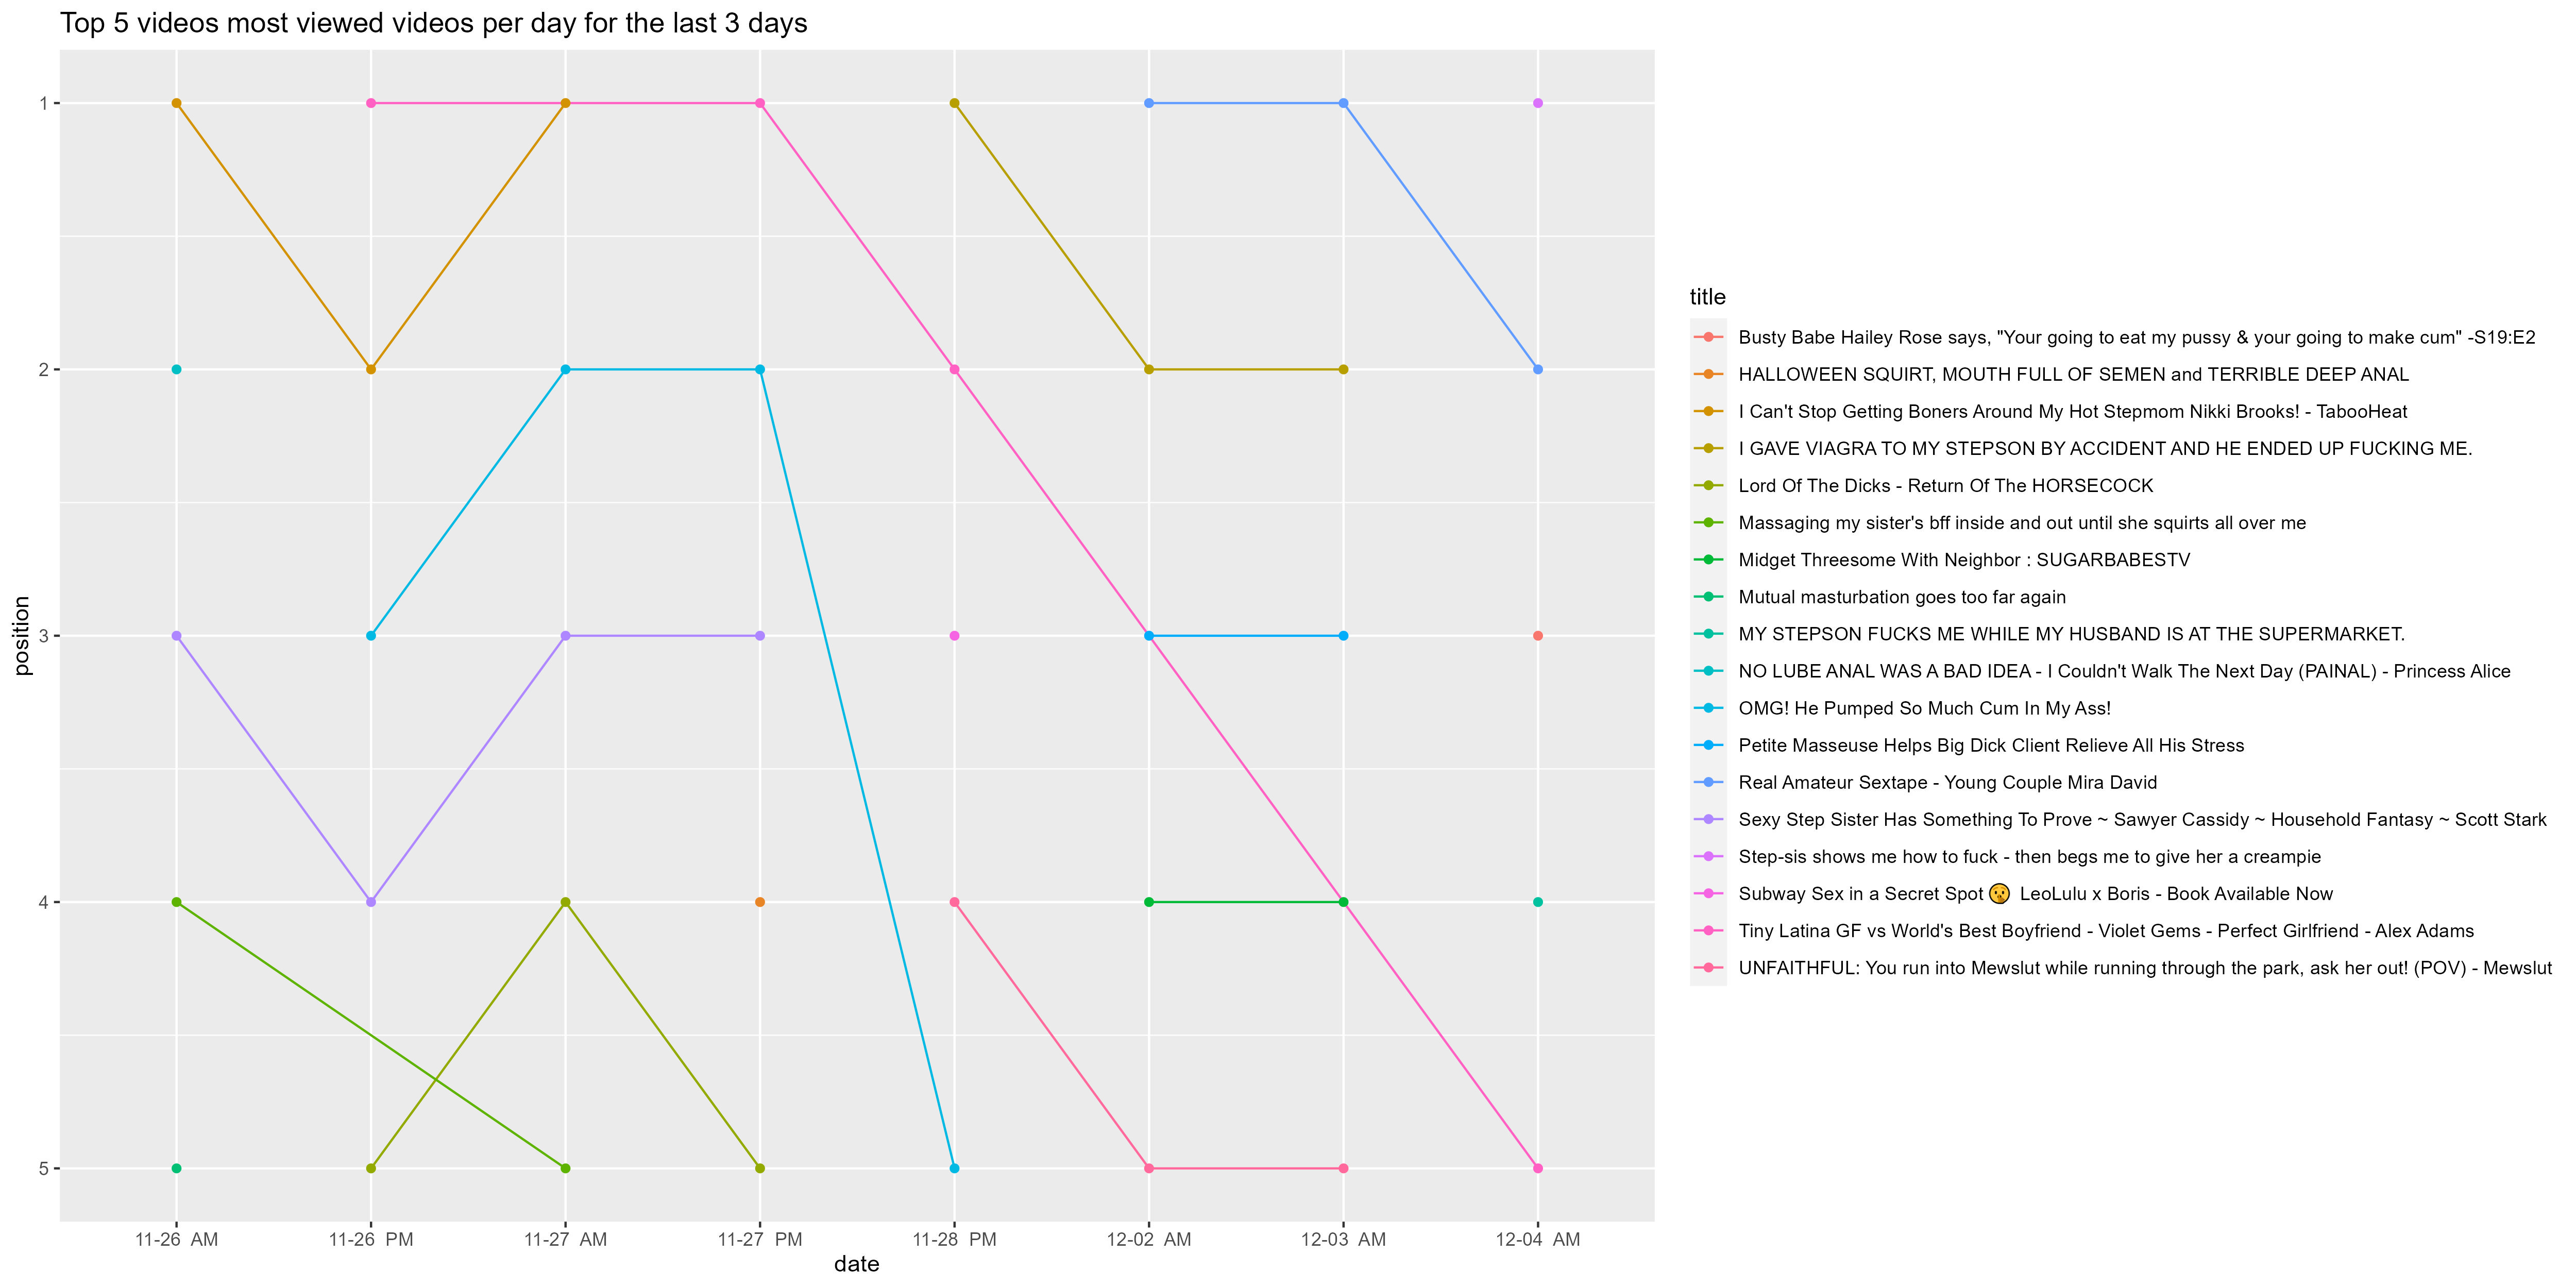 Top 5 videos most viewed videos per day for the last 3 days
position
1
2
3
4
5
11-26 AM
11-26 PM
11-27 AM
11-27 PM
11-28 PM
12-02 AM
12-03 AM
12-04 AM
date
title
Busty Babe Hailey Rose says, "Your going to eat my pussy & your going to make cum" -S19:E2
HALLOWEEN SQUIRT, MOUTH FULL OF SEMEN and TERRIBLE DEEP ANAL
I Can't Stop Getting Boners Around My Hot Stepmom Nikki Brooks! - TabooHeat
I GAVE VIAGRA TO MY STEPSON BY ACCIDENT AND HE ENDED UP FUCKING ME.
Lord Of The Dicks - Return Of The HORSECOCK
Massaging my sister's bff inside and out until she squirts all over me
Midget Threesome With Neighbor : SUGARBABESTV
Mutual masturbation goes too far again
MY STEPSON FUCKS ME WHILE MY HUSBAND IS AT THE SUPERMARKET.
NO LUBE ANAL WAS A BAD IDEA - I Couldn't Walk The Next Day (PAINAL) - Princess Alice
OMG! He Pumped So Much Cum In My Ass!
Petite Masseuse Helps Big Dick Client Relieve All His Stress
Real Amateur Sextape - Young Couple Mira David
Sexy Step Sister Has Something To Prove ~ Sawyer Cassidy ~ Household Fantasy ~ Scott Stark
Step-sis shows me how to fuck - then begs me to give her a creampie
Subway Sex in a Secret Spot 🤫 LeoLulu x Boris - Book Available Now
Tiny Latina GF vs World's Best Boyfriend - Violet Gems - Perfect Girlfriend - Alex Adams
UNFAITHFUL: You run into Mewslut while running through the park, ask her out! (POV) - Mewslut